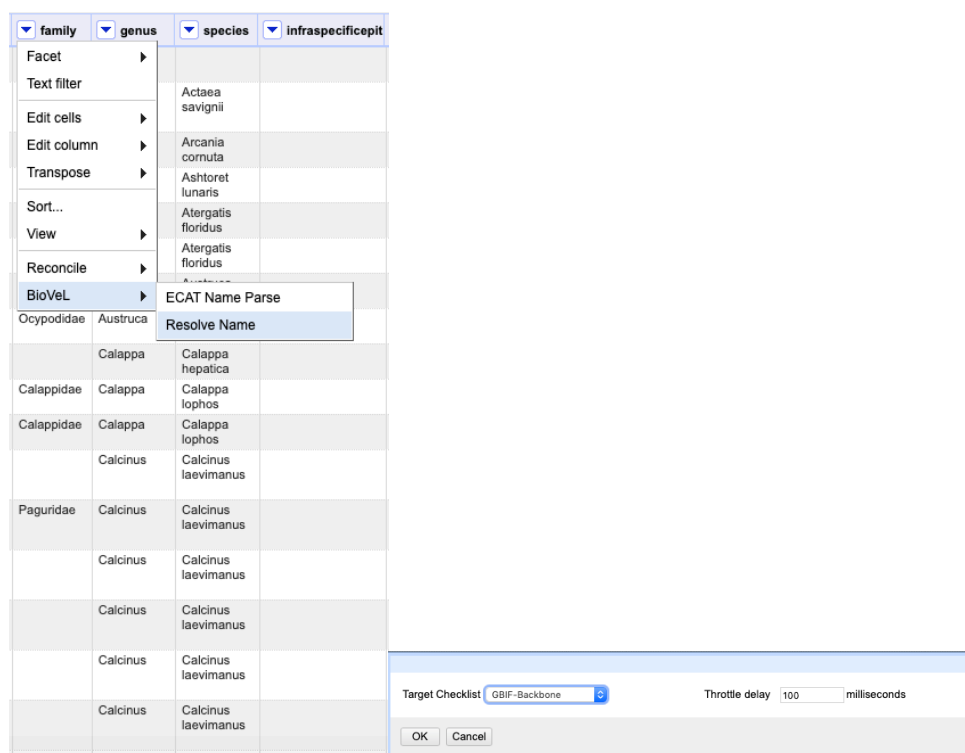 family genus species infraspecificepit
Facet
Text filter
Actaea
savignii
Edit cells
Edit column
Arcania
cornuta
Transpose
Ashtoret
lunaris
Sort...
Atergatis
floridus
View
Atergatis
floridus
Reconcile
BioVeL
ECAT Name Parse
Resolve Name
Ocypodidae Austruca
Calappa Calappa
hepatica
Calappidae Calappa Calappa
lophos
Calappidae Calappa Calappa
lophos
Calcinus Calcinus
laevimanus
Paguridae Calcinus Calcinus
laevimanus
Calcinus Calcinus
laevimanus
Calcinus Calcinus
laevimanus
Calcinus Calcinus
laevimanus
Calcinus Calcinus
laevimanus
Target Checklist GBIF-Backbone Throttle delay 100 milliseconds
OK Cancel